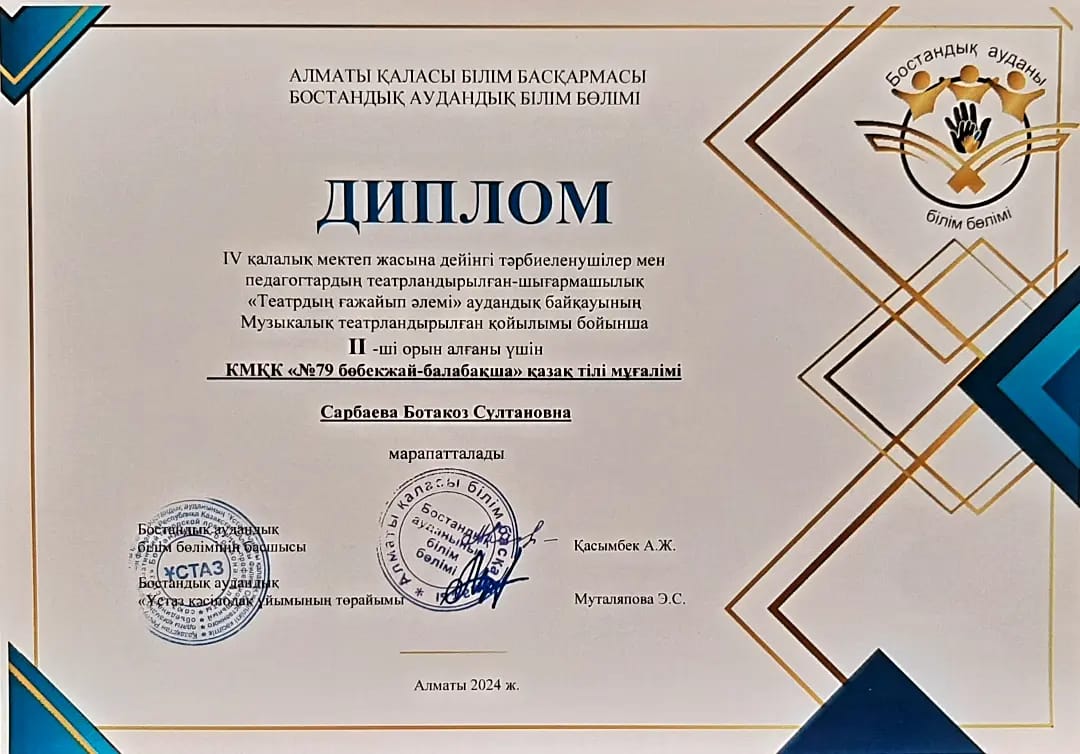 АЛМАТЫ ҚАЛАСЫ БІЛІМ БАСҚАРМАСЫ
БОСТАНДЫҚ АУДАНДЫҚ БІЛІМ БӨЛІМІ
Бостандық ауданы
білім бөлімі
ДИПЛОМ
IV қалалық мектеп жасына дейінгі тәрбиеленушілер мен
педагогтардың театрландырылған-шығармашылық
«Театрдың ғажайып әлемі» аудандық байқауының
Музыкалық театрландырылған қойылымы бойынша
II -ші орын алғаны үшін
КМҚК «№79 бөбекжай-балабақша» қазақ тілі мұғалімі
Сарбаева Ботакоз Султановна
марапатталады
Бостандық аудандық
білім бөлімінің басшысы
Қасымбек А.Ж.
Бостандық аудандық
«Ұстаз кәсіподақ ұйымының төрайымы
Муталяпова Э.С.
ҰСТАЗ
Алматы қаласы білім басқа
Бостандық
ауданының
білім
бөлімі
Алматы 2024 ж.